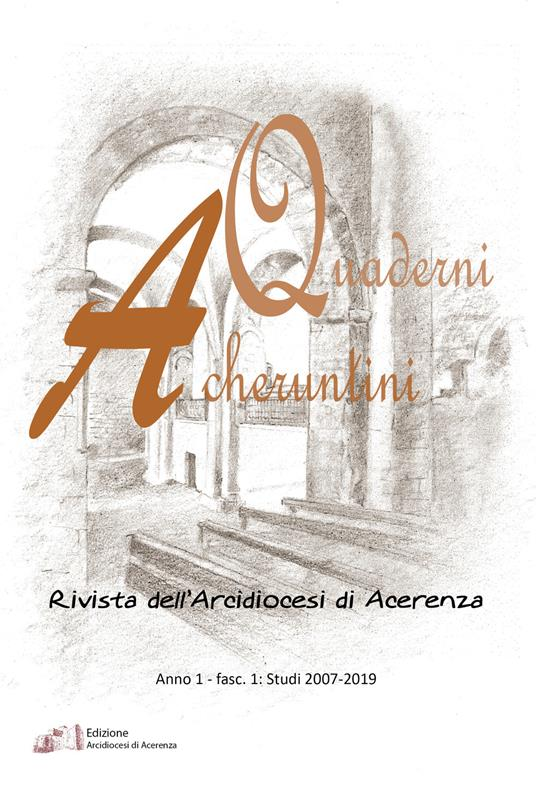 Quaderni
Acheruntini
Rivista dell'Arcidiocesi di Acerenza
Anno 1 - fasc. 1: Studi 2007-2019
Edizione
Arcidiocesi di Acerenza